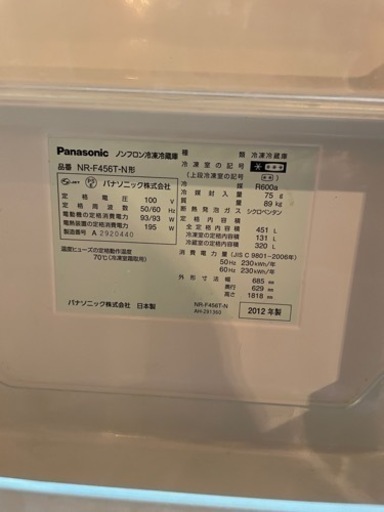 Panasonic ノンフロン冷凍冷蔵庫
品番 NR-F456T-N形
パナソニック株式会社
定格電圧 100 V
定格周波数 50/60 Hz
電動機の定格消費電力 93/93 W
電熱装置の定格消費電力 195 W
製造番号 A 2920440
温度ヒューズの定格動作温度
70℃(冷凍室霜取用)
パナソニック株式会社 日本製
種類 冷凍冷蔵庫
冷凍室の記号
(上段冷凍室の記号)
冷媒 R600a
冷媒封入量 75 g
質量 89 kg
断熱発泡ガス シクロペンタン
全定格内容積 451 L
冷凍室の定格内容積 131 L
冷蔵室の定格内容積 320 L
消費電力量(JIS C 9801-2006年)
50 Hz 230 kWh/年
60 Hz 230 kWh/年
外形寸法 幅 685 mm
奥行 629 mm
高さ 1818 mm
NR-F456T-N
AH-291350
2012 年製